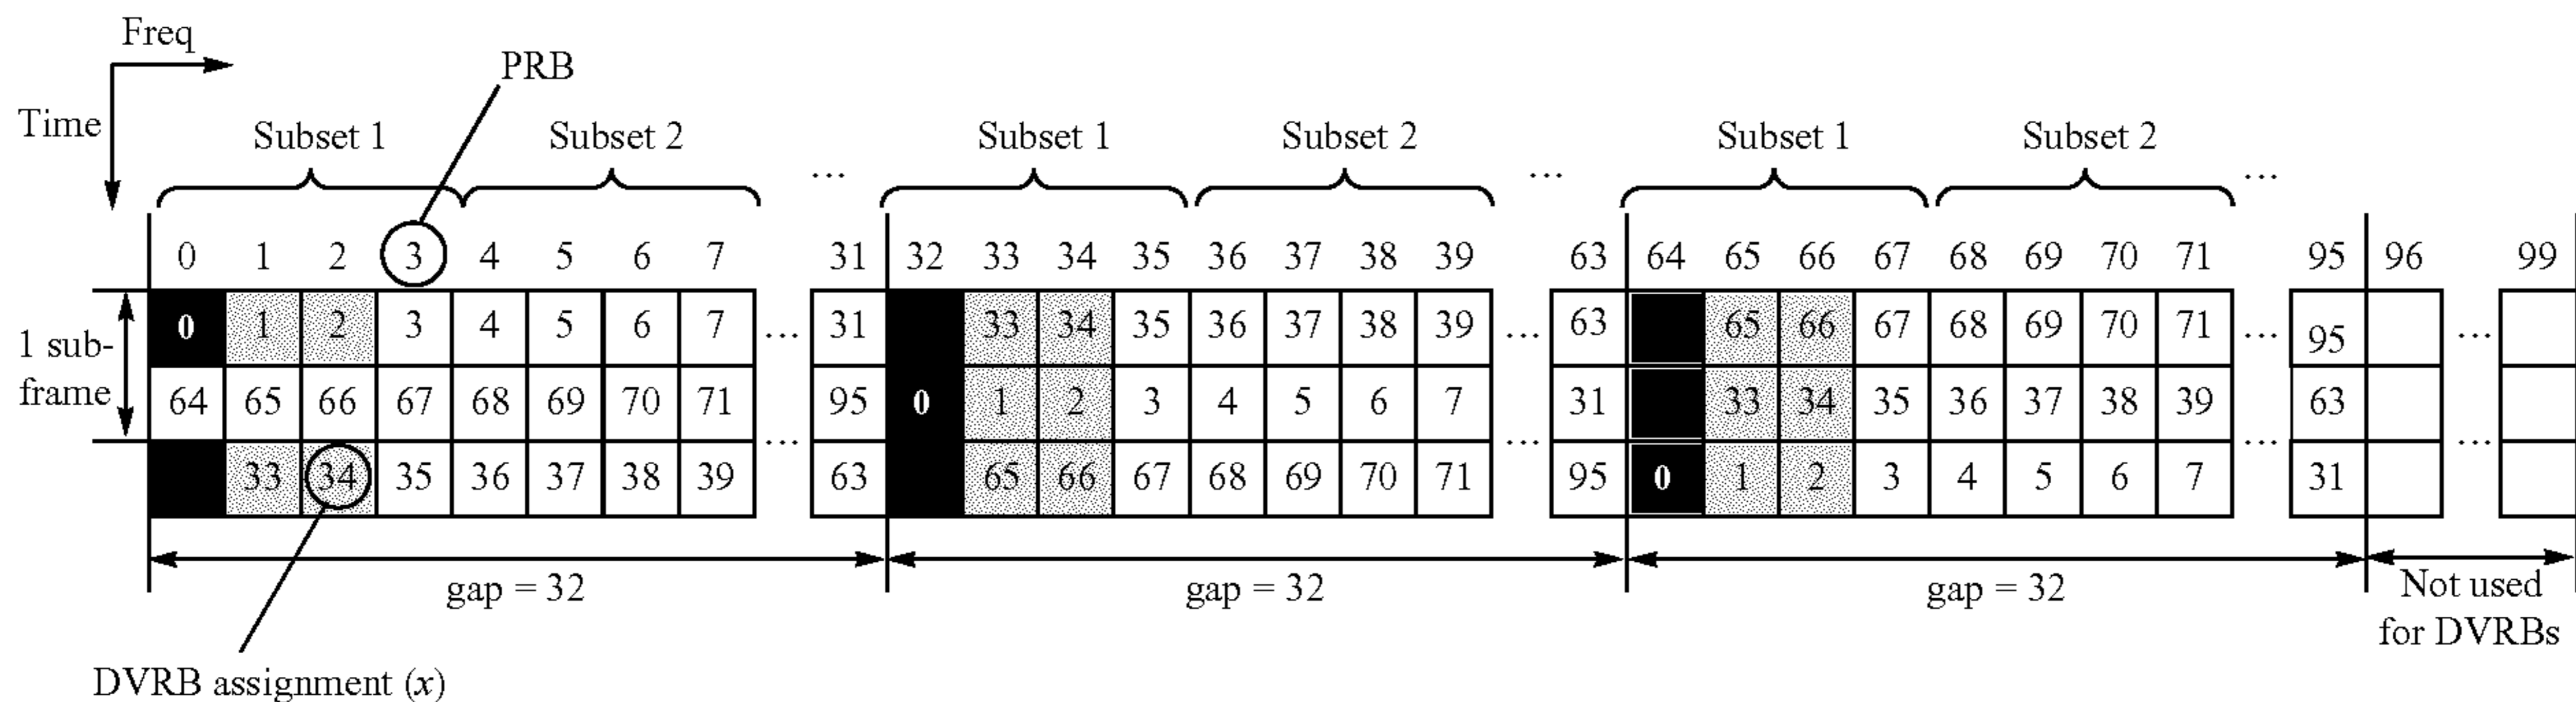 Freq
PRB
Time
Subset 1 Subset 2 ... Subset 1 Subset 2 ... Subset 1 Subset 2 ...
0 1 2 3 4 5 6 7 31 32 33 34 35 36 37 38 39 63 64 65 66 67 68 69 70 71 95 96 99
1 sub-
frame
0 1 2 3 4 5 6 7 ... 31 33 34 35 36 37 38 39 ... 63 65 66 67 68 69 70 71 ... 95 ...
64 65 66 67 68 69 70 71 95 0 1 2 3 4 5 6 7 31 33 34 35 36 37 38 39 63
... ... ... ...
33 34 35 36 37 38 39 63 65 66 67 68 69 70 71 95 0 1 2 3 4 5 6 7 31
gap = 32 gap = 32 gap = 32 Not used
for DVRBs
DVRB assignment (x)